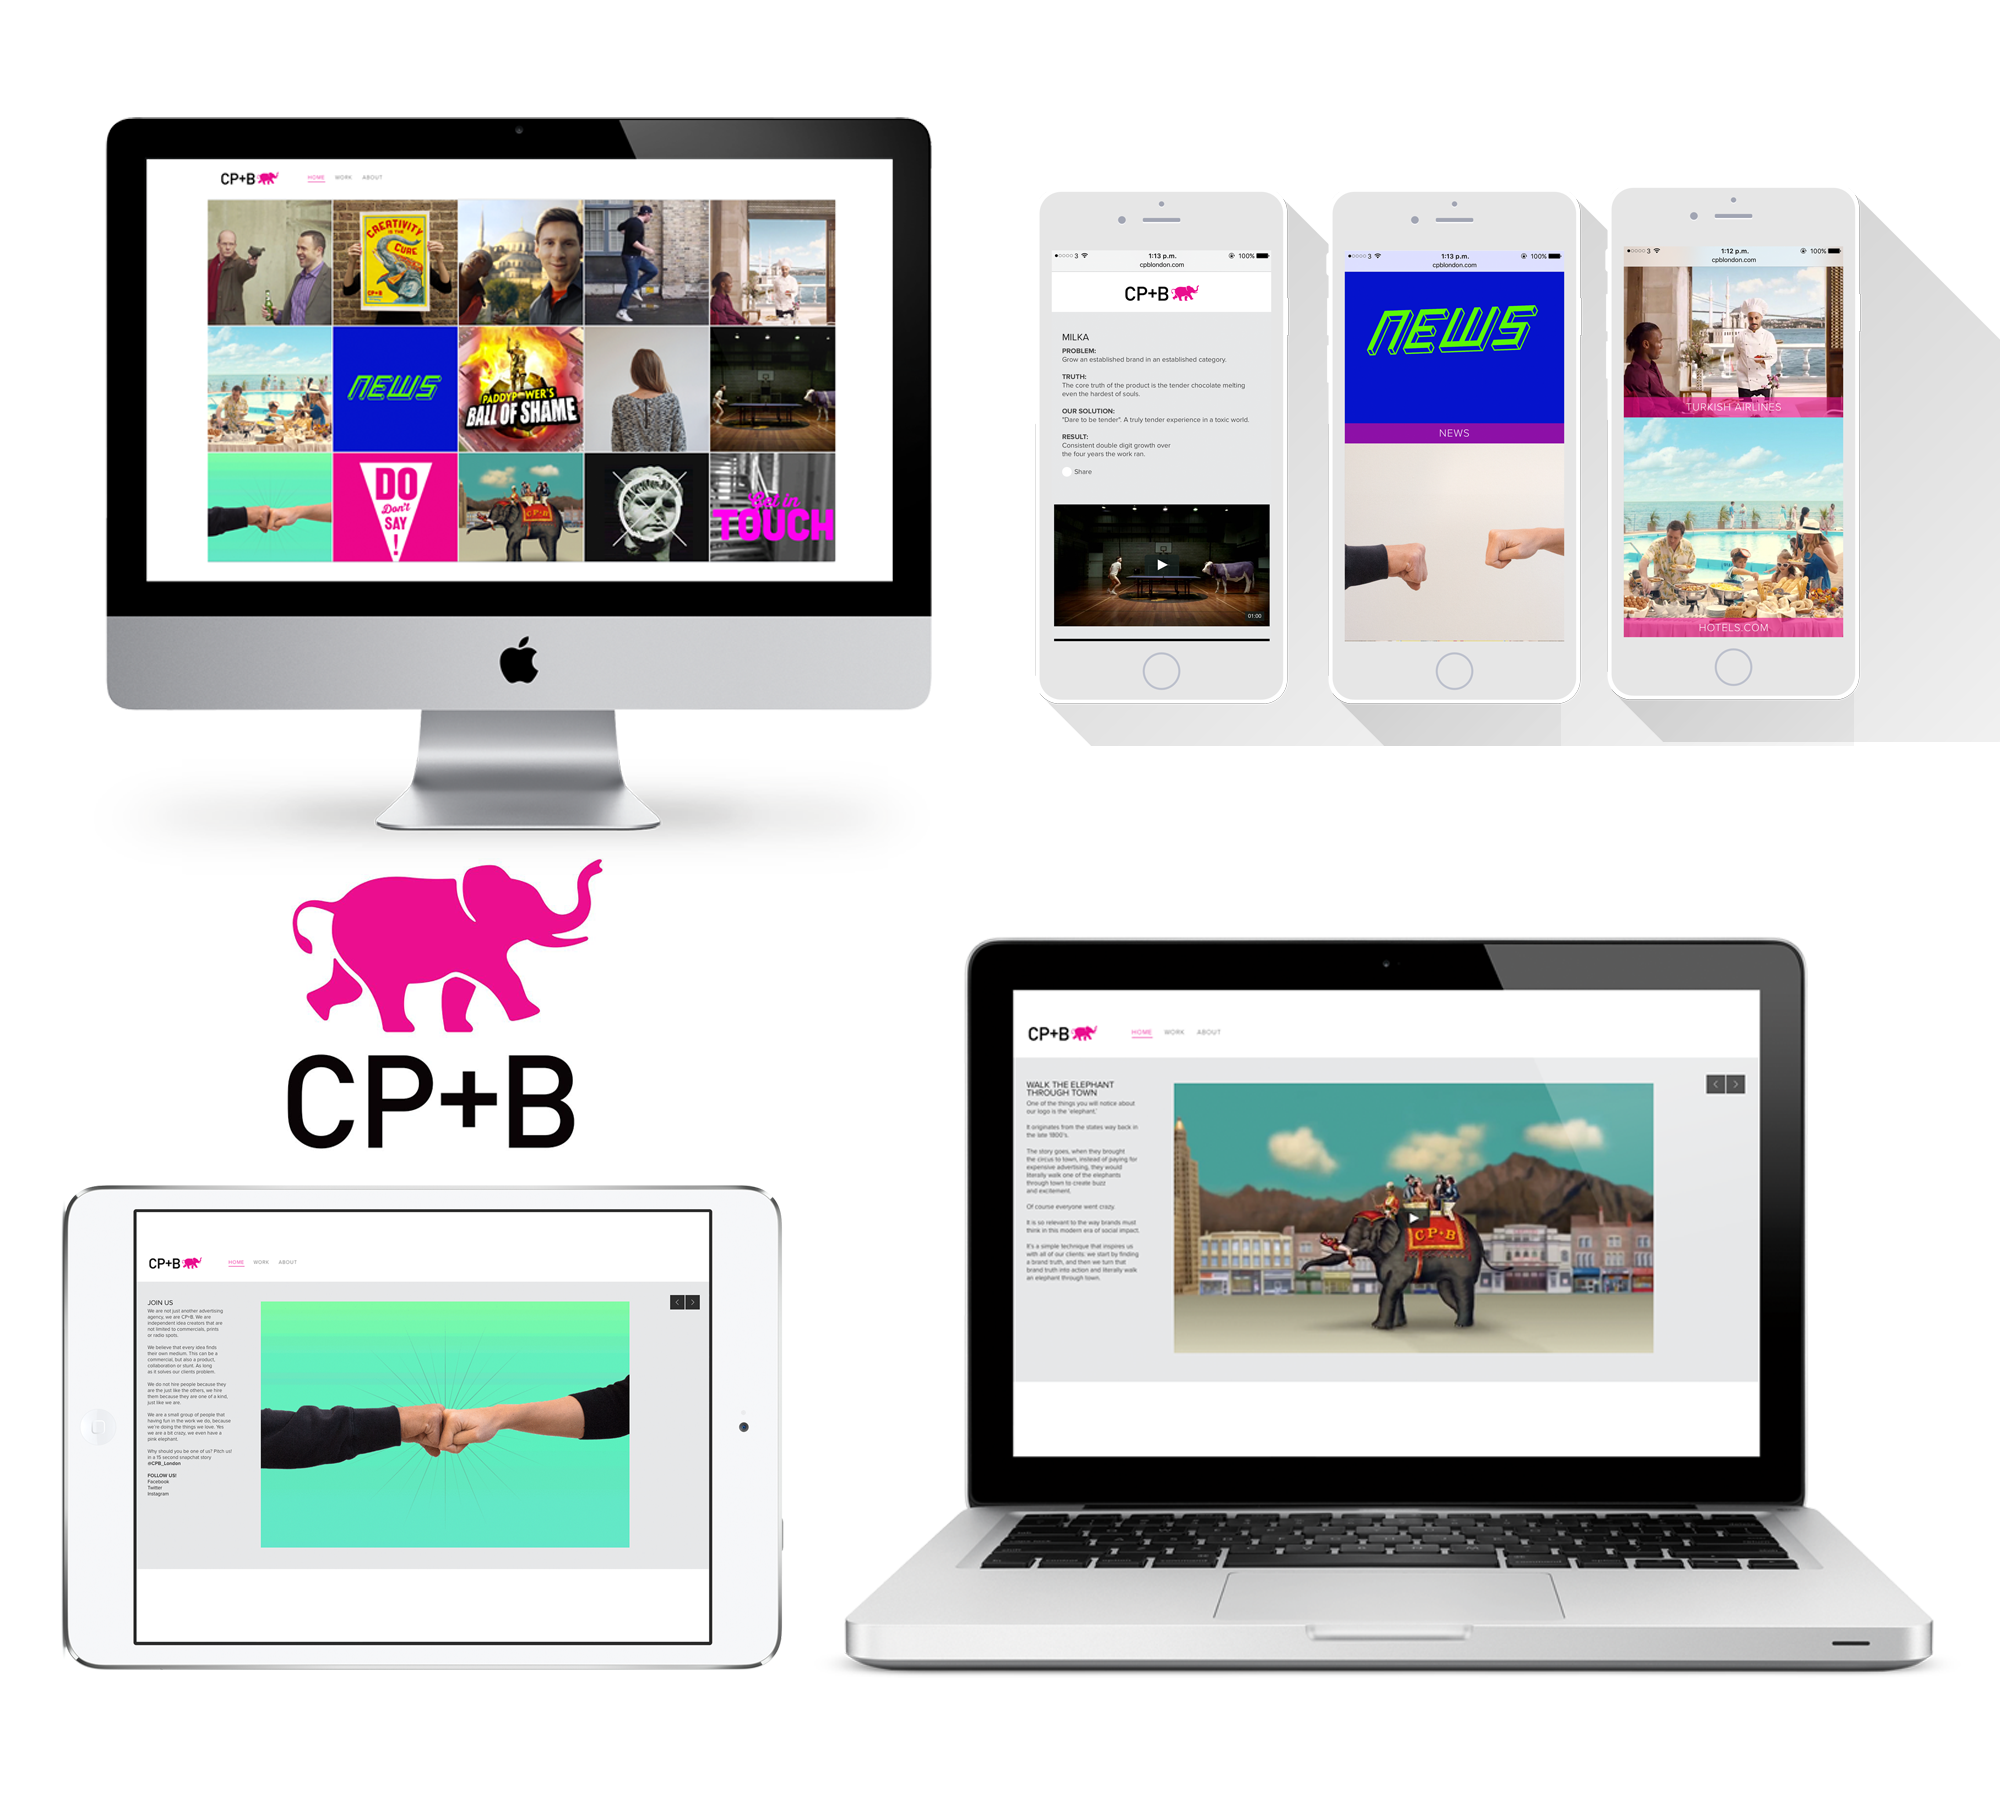 CP+B
HOME WORK ABOUT
CREATIVITY
IS THE
CURE
CP+B
NEWS
PADDYPOWER'S
BALL OF SHAME
DO
Don't
SAY
!
CP+B
Get in
TOUCH
3 1:13 p.m. 100%
cpblondon.com
CP+B
MILKA
PROBLEM:
Grow an established brand in an established category.
TRUTH:
The core truth of the product is the tender chocolate melting
even the hardest of souls.
OUR SOLUTION:
"Dare to be tender". A truly tender experience in a toxic world.
RESULT:
Consistent double digit growth over
the four years the work ran.
Share
01:00
3 1:13 p.m. 100%
cpblondon.com
NEWS
NEWS
3 1:12 p.m. 100%
cpblondon.com
TURKISH AIRLINES
HOTELS.COM
CP+B
CP+B
HOME WORK ABOUT
JOIN US
We are not just another advertising
agency, we are CP+B. We are
independent idea creators that are
not limited to commercials, prints
or radio spots.
We believe that every idea finds
their own medium. This can be a
commercial, but also a product,
collaboration or stunt. As long
as it solves our clients problem.
We do not hire people because they
are the just like the others, we hire
them because they are one of a kind,
just like we are.
We are a small group of people that
having fun in the work we do, because
we're doing the things we love. Yes
we are a bit crazy, we even have a
pink elephant.
Why should you be one of us? Pitch us!
in a 15 second snapchat story
@CPB_London
FOLLOW US!
Facebook
Twitter
Instagram
CP+B
HOME WORK ABOUT
WALK THE ELEPHANT
THROUGH TOWN
One of the things you will notice about
our logo is the 'elephant.'
It originates from the states way back in
the late 1800's.
The story goes, when they brought
the circus to town, instead of paying for
expensive advertising, they would
literally walk one of the elephants
through town to create buzz
and excitement.
Of course everyone went crazy.
It is so relevant to the way brands must
think in this modern era of social impact.
It's a simple technique that inspires us
with all of our clients: we start by finding
a brand truth, and then we turn that
brand truth into action and literally walk
an elephant through town.
CP+B